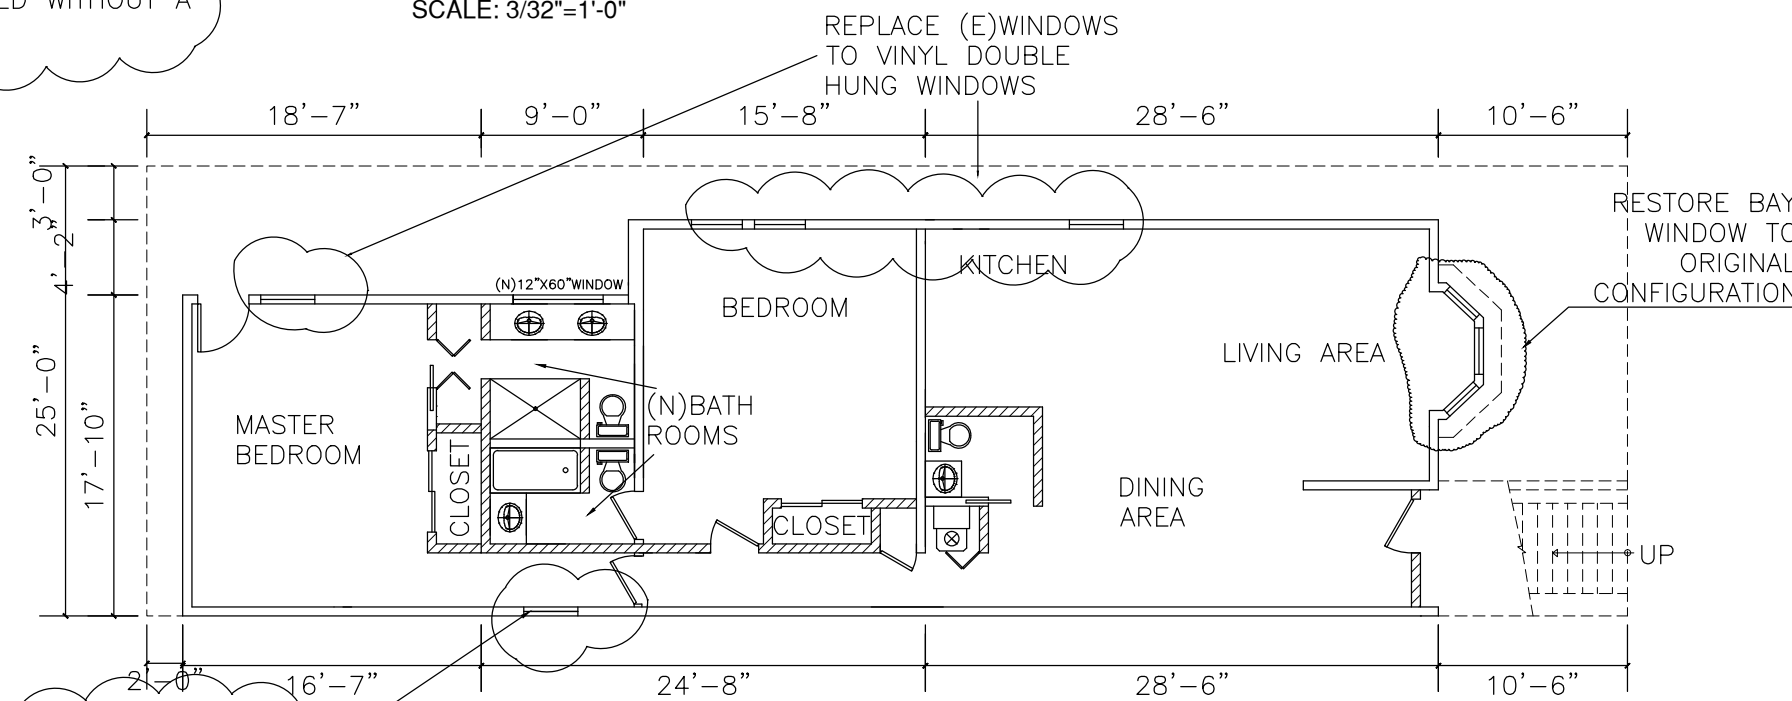 ED WITHOUT A
SCALE: 3/32"=1'-0"
REPLACE (E)WINDOWS
TO VINYL DOUBLE
HUNG WINDOWS
18'-7" 9'-0" 15'-8" 28'-6" 10'-6"
3'-0"
4'-2"
25'-0"
17'-10"
RESTORE BAY
WINDOW TO
ORIGINAL
CONFIGURATION
(N)12"X60"WINDOW
KITCHEN
BEDROOM
LIVING AREA
MASTER
BEDROOM
(N)BATH
ROOMS
CLOSET
CLOSET
DINING
AREA
UP
2'-0" 16'-7" 24'-8" 28'-6" 10'-6"